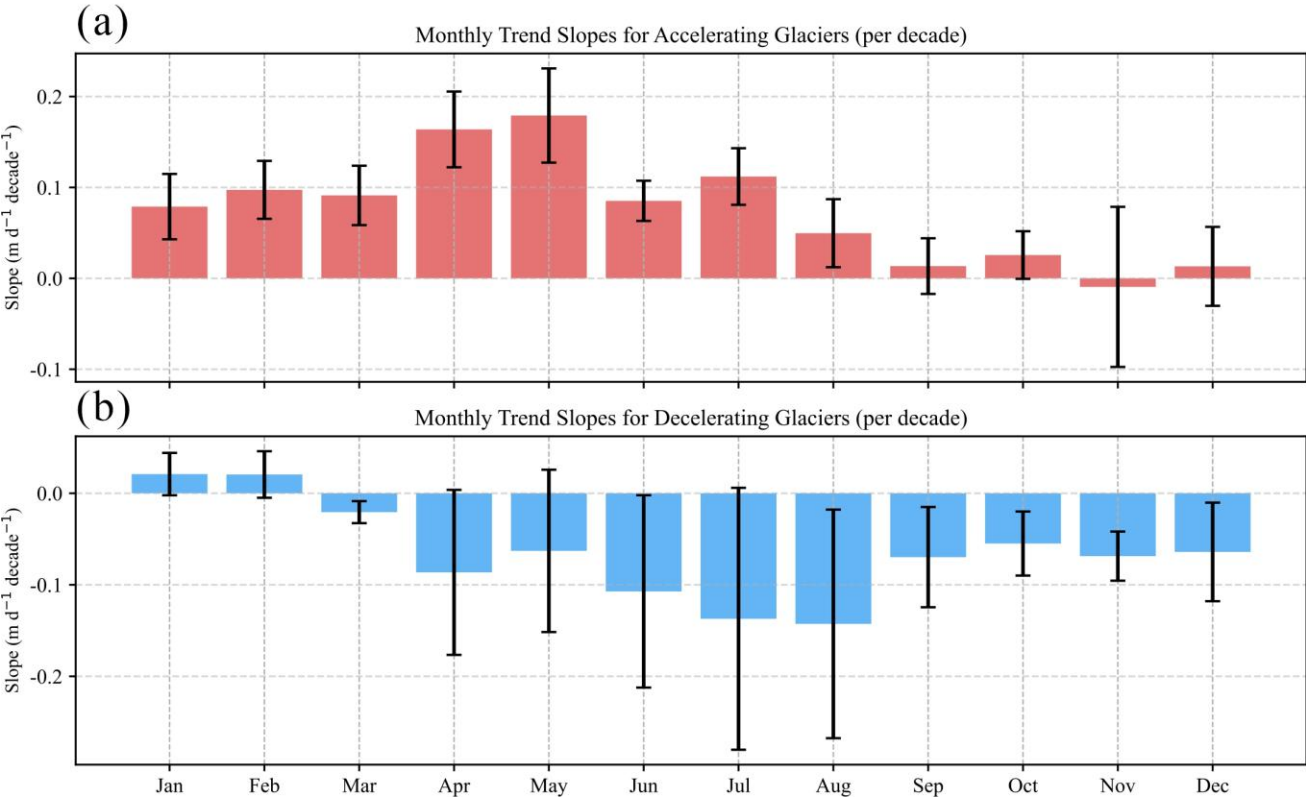 (a)
Monthly Trend Slopes for Accelerating Glaciers (per decade)
Slope (m d⁻¹ decade⁻¹)
0.2
0.1
0.0
-0.1
(b)
Monthly Trend Slopes for Decelerating Glaciers (per decade)
Slope (m d⁻¹ decade⁻¹)
0.0
-0.1
-0.2
Jan Feb Mar Apr May Jun Jul Aug Sep Oct Nov Dec